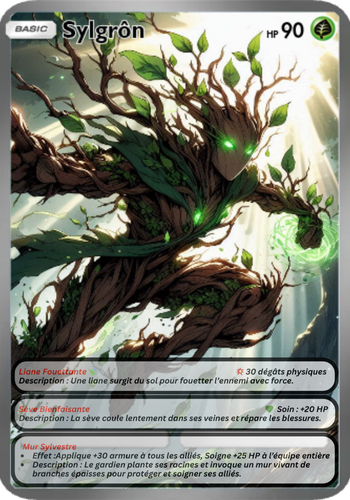 BASIC Sylgrôn HP 90
Liane Foucttante 30 dégâts physiques
Description : Une liane surgit du sol pour fouetter l'ennemi avec force.
Sève Bienfaisante Soin : +20 HP
Description : La sève coule lentement dans ses veines et répare les blessures.
Mur Sylvestre
• Effet :Applique +30 armure à tous les alliés, Soigne +25 HP à l'équipe entière
• Description : Le gardien plante ses racines et invoque un mur vivant de
branches épaisses pour protéger et soigner ses alliés.